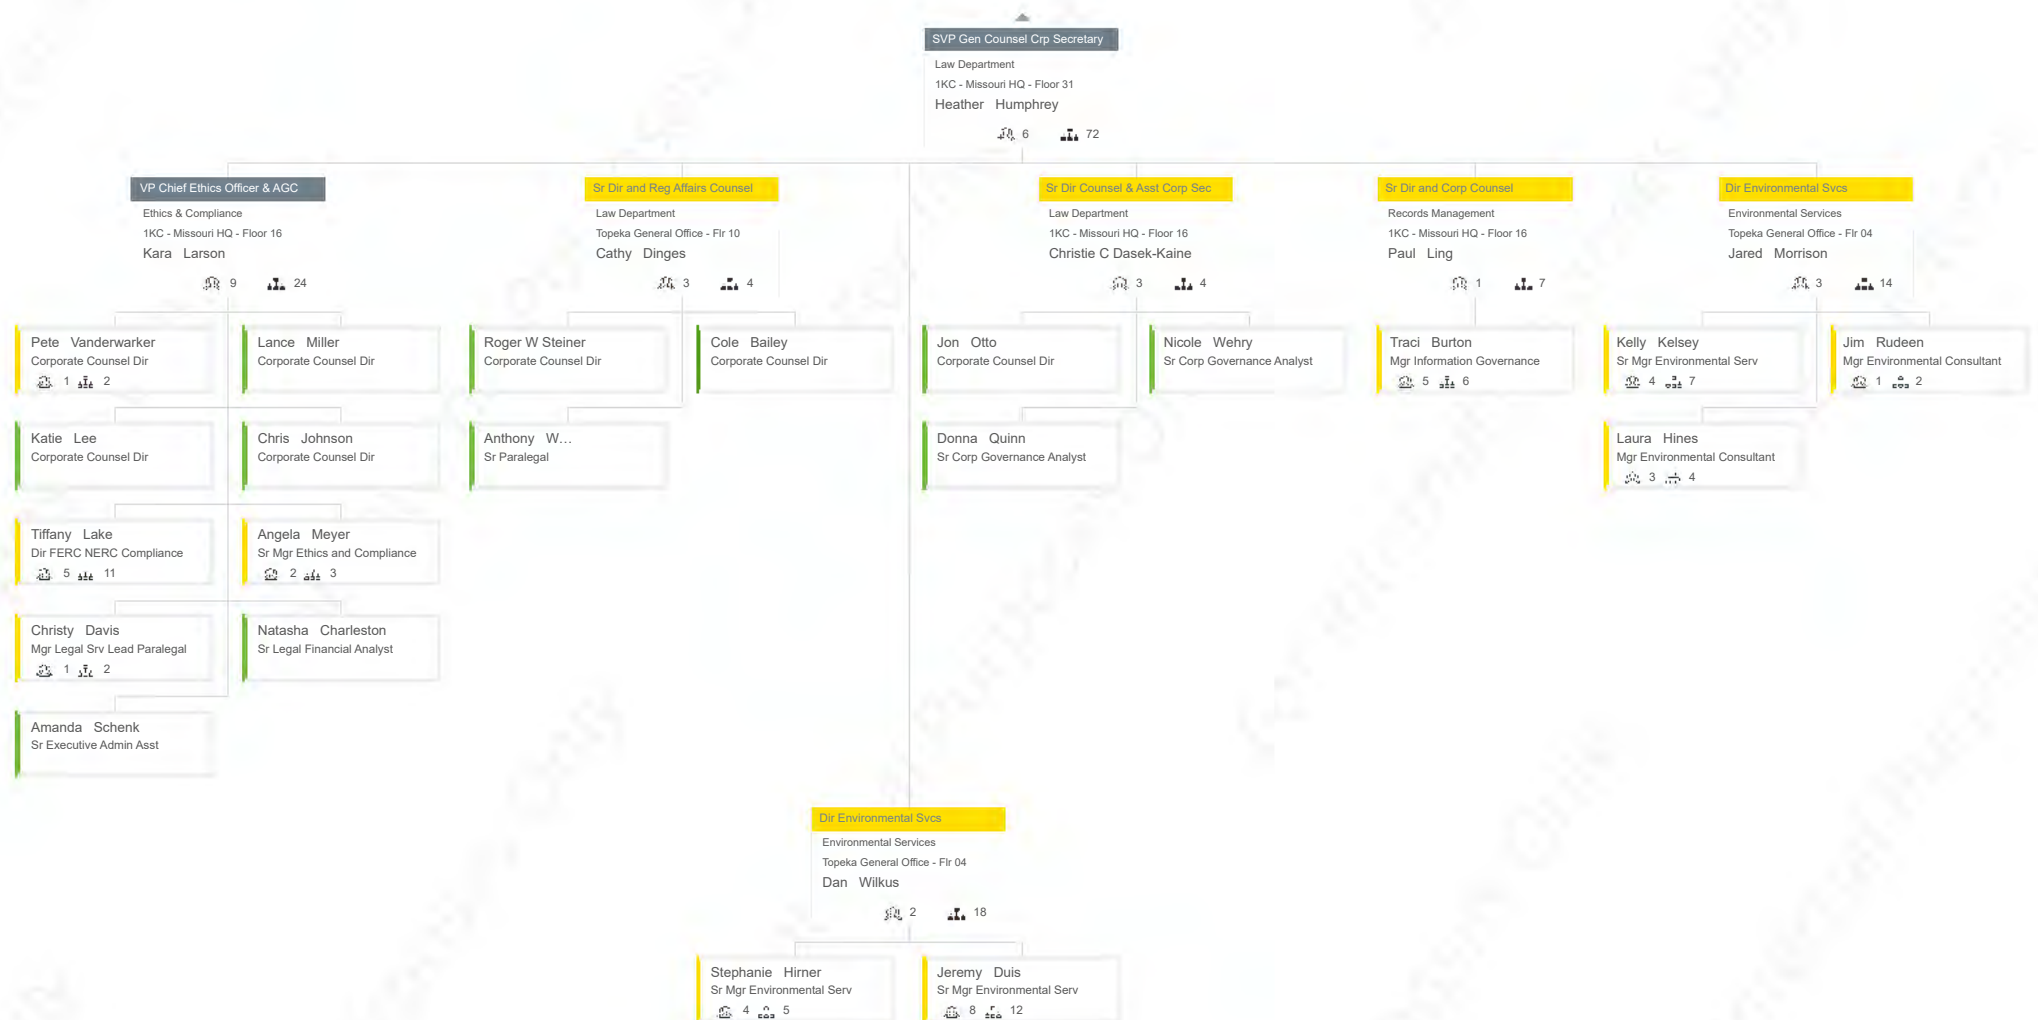 SVP Gen Counsel Crp Secretary
Law Department
1KC - Missouri HQ - Floor 31
Heather Humphrey
6 72
VP Chief Ethics Officer & AGC
Ethics & Compliance
1KC - Missouri HQ - Floor 16
Kara Larson
9 24
Sr Dir and Reg Affairs Counsel
Law Department
Topeka General Office - Flr 10
Cathy Dinges
3 4
Sr Dir Counsel & Asst Corp Sec
Law Department
1KC - Missouri HQ - Floor 16
Christie C Dasek-Kaine
3 4
Sr Dir and Corp Counsel
Records Management
1KC - Missouri HQ - Floor 16
Paul Ling
1 7
Dir Environmental Svcs
Environmental Services
Topeka General Office - Flr 04
Jared Morrison
3 14
Pete Vanderwarker
Corporate Counsel Dir
1 2
Lance Miller
Corporate Counsel Dir
Katie Lee
Corporate Counsel Dir
Chris Johnson
Corporate Counsel Dir
Tiffany Lake
Dir FERC NERC Compliance
5 11
Angela Meyer
Sr Mgr Ethics and Compliance
2 3
Christy Davis
Mgr Legal Srv Lead Paralegal
1 2
Natasha Charleston
Sr Legal Financial Analyst
Amanda Schenk
Sr Executive Admin Asst
Roger W Steiner
Corporate Counsel Dir
Cole Bailey
Corporate Counsel Dir
Anthony W...
Sr Paralegal
Jon Otto
Corporate Counsel Dir
Nicole Wehry
Sr Corp Governance Analyst
Donna Quinn
Sr Corp Governance Analyst
Traci Burton
Mgr Information Governance
5 6
Kelly Kelsey
Sr Mgr Environmental Serv
4 7
Jim Rudeen
Mgr Environmental Consultant
1 2
Laura Hines
Mgr Environmental Consultant
3 4
Dir Environmental Svcs
Environmental Services
Topeka General Office - Flr 04
Dan Wilkus
2 18
Stephanie Hirner
Sr Mgr Environmental Serv
4 5
Jeremy Duis
Sr Mgr Environmental Serv
8 12